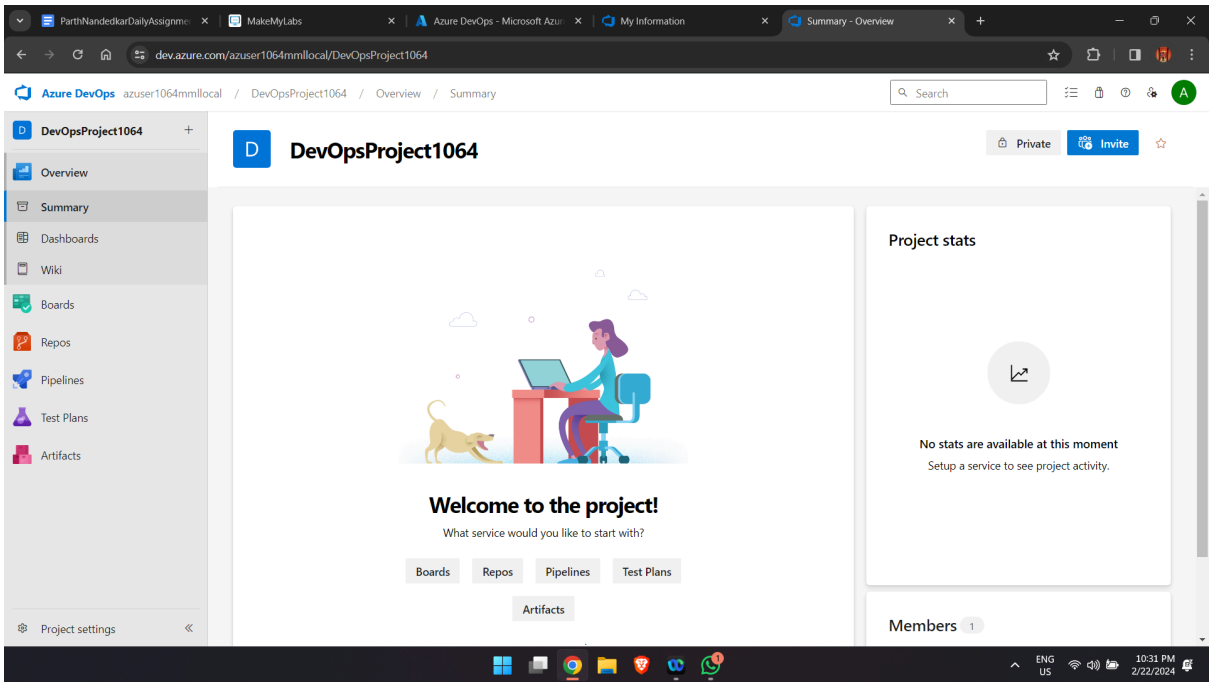 ParthNandedkarDailyAssignme
MakeMyLabs
Azure DevOps - Microsoft Azur
My Information
Summary - Overview
dev.azure.com/azuser1064mmllocal/DevOpsProject1064
Azure DevOps azuser1064mmllocal / DevOpsProject1064 / Overview / Summary
Search
A
D DevOpsProject1064 +
Overview
Summary
Dashboards
Wiki
Boards
Repos
Pipelines
Test Plans
Artifacts
Project settings
D DevOpsProject1064
Private
Invite
Welcome to the project!
What service would you like to start with?
Boards Repos Pipelines Test Plans
Artifacts
Project stats
No stats are available at this moment
Setup a service to see project activity.
Members 1
1
ENG
US
10:31 PM
2/22/2024